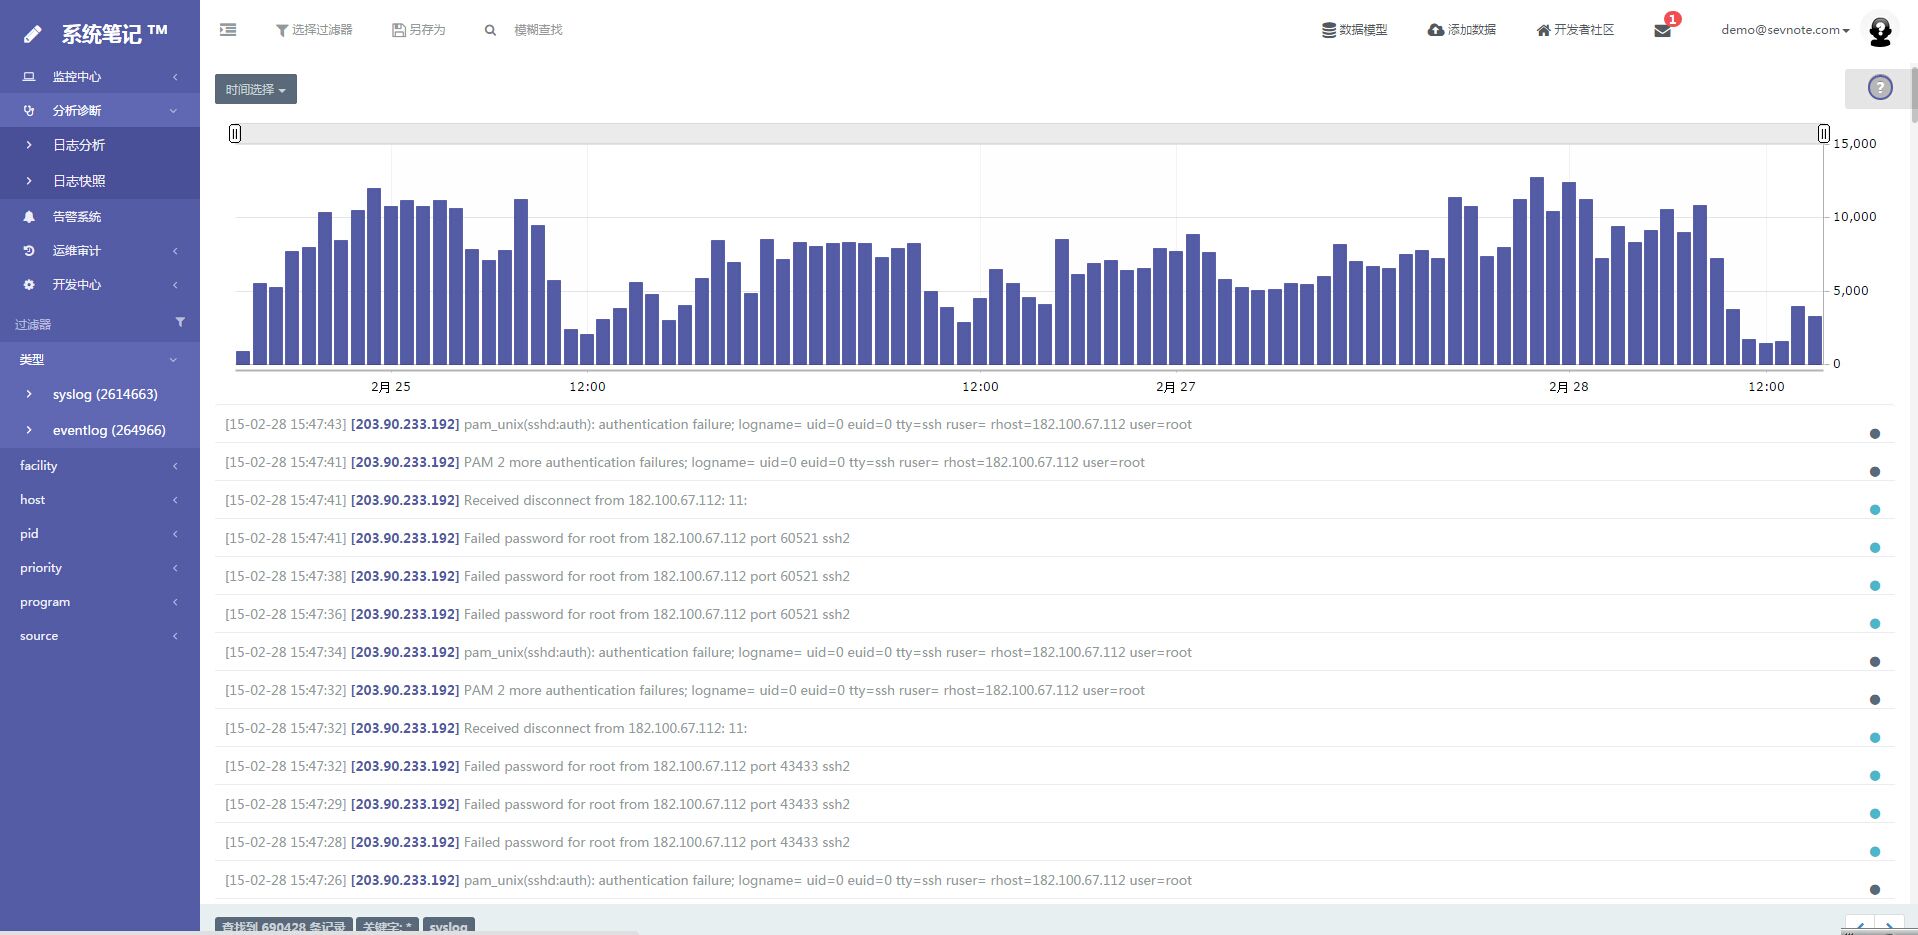 系统笔记 ™
选择过滤器 另存为 模糊查找 数据模型 添加数据 开发者社区 1 demo@sevnote.com
监控中心
分析诊断
日志分析
日志快照
告警系统
运维审计
开发中心
过滤器
类型
syslog (2614663)
eventlog (264966)
facility
host
pid
priority
program
source
时间选择
?
15,000
10,000
5,000
0
2月 25 12:00 12:00 2月 27 2月 28 12:00
[15-02-28 15:47:43] [203.90.233.192] pam_unix(sshd:auth): authentication failure; logname= uid=0 euid=0 tty=ssh ruser= rhost=182.100.67.112 user=root
[15-02-28 15:47:41] [203.90.233.192] PAM 2 more authentication failures; logname= uid=0 euid=0 tty=ssh ruser= rhost=182.100.67.112 user=root
[15-02-28 15:47:41] [203.90.233.192] Received disconnect from 182.100.67.112: 11:
[15-02-28 15:47:41] [203.90.233.192] Failed password for root from 182.100.67.112 port 60521 ssh2
[15-02-28 15:47:38] [203.90.233.192] Failed password for root from 182.100.67.112 port 60521 ssh2
[15-02-28 15:47:36] [203.90.233.192] Failed password for root from 182.100.67.112 port 60521 ssh2
[15-02-28 15:47:34] [203.90.233.192] pam_unix(sshd:auth): authentication failure; logname= uid=0 euid=0 tty=ssh ruser= rhost=182.100.67.112 user=root
[15-02-28 15:47:32] [203.90.233.192] PAM 2 more authentication failures; logname= uid=0 euid=0 tty=ssh ruser= rhost=182.100.67.112 user=root
[15-02-28 15:47:32] [203.90.233.192] Received disconnect from 182.100.67.112: 11:
[15-02-28 15:47:32] [203.90.233.192] Failed password for root from 182.100.67.112 port 43433 ssh2
[15-02-28 15:47:29] [203.90.233.192] Failed password for root from 182.100.67.112 port 43433 ssh2
[15-02-28 15:47:28] [203.90.233.192] Failed password for root from 182.100.67.112 port 43433 ssh2
[15-02-28 15:47:26] [203.90.233.192] pam_unix(sshd:auth): authentication failure; logname= uid=0 euid=0 tty=ssh ruser= rhost=182.100.67.112 user=root
查找到 690428 条记录 关键字: * syslog